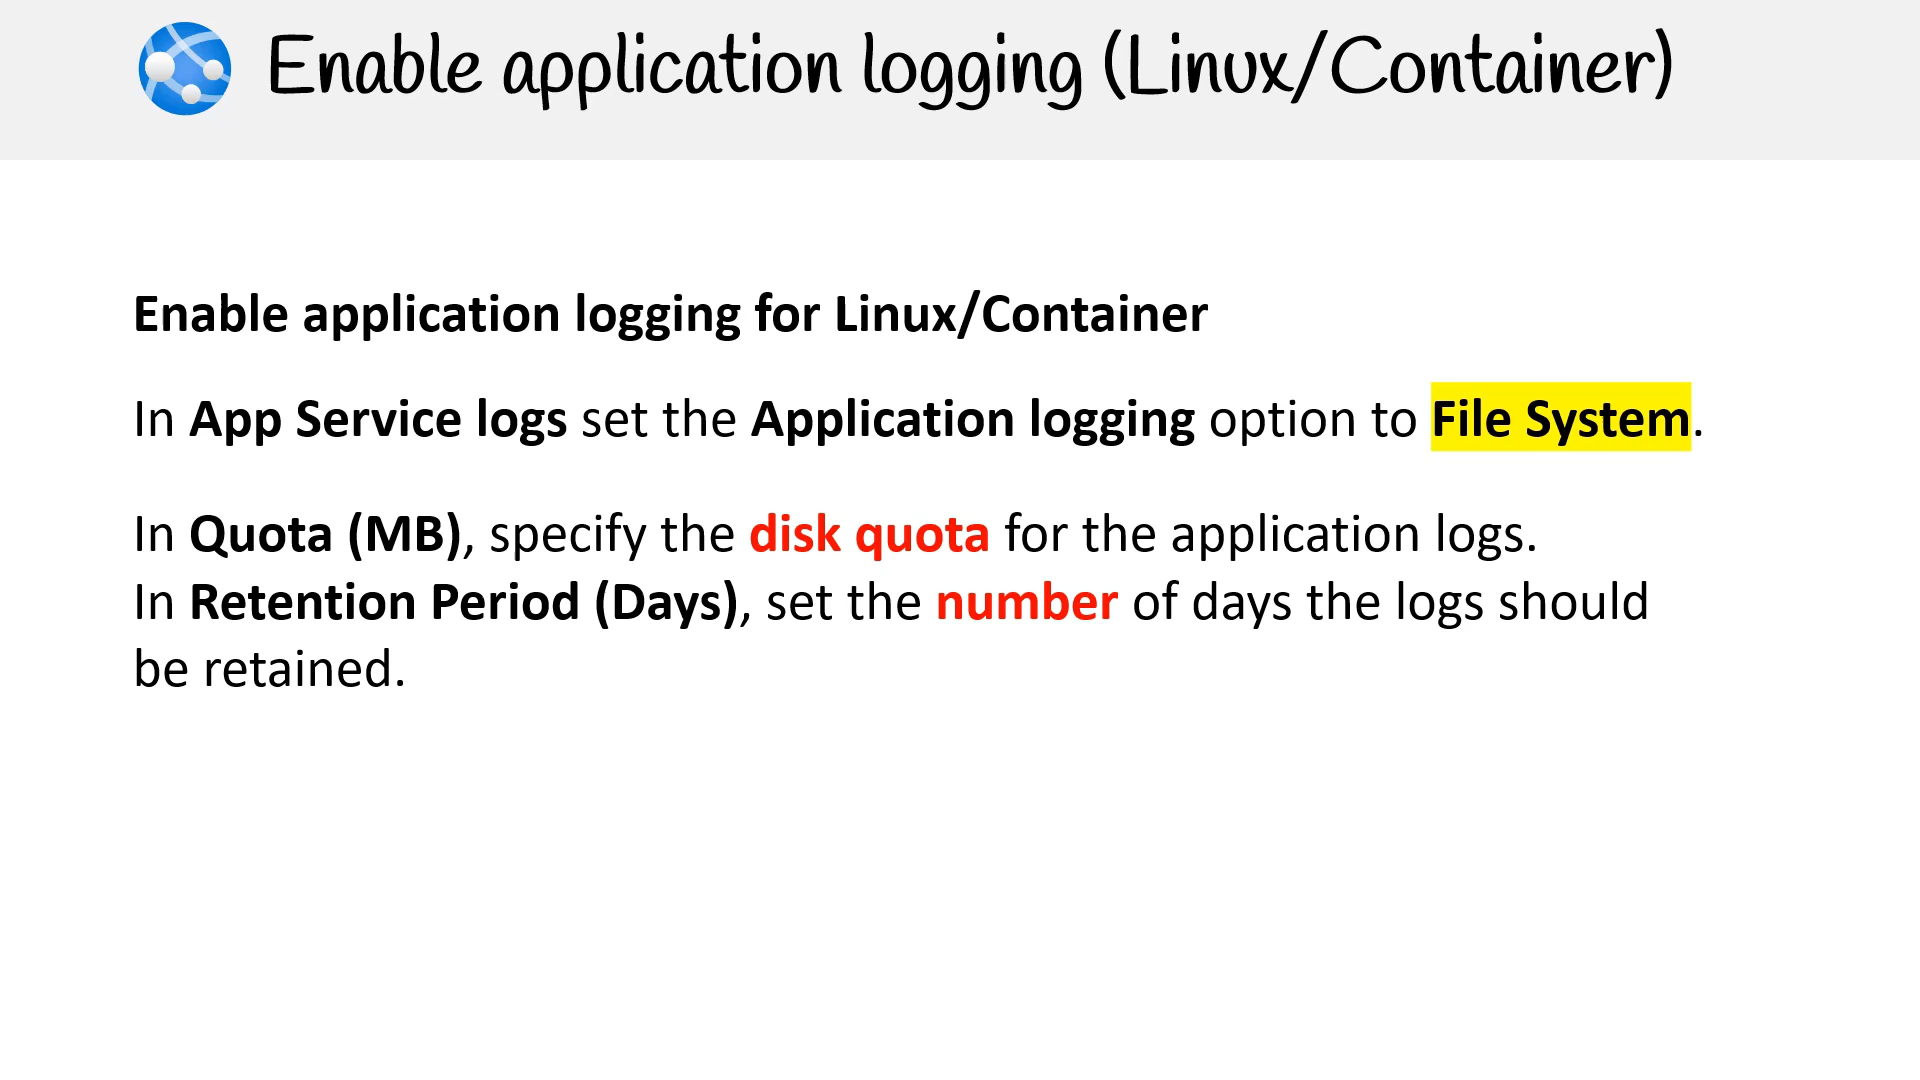 Enable application logging (Linux/Container)
Enable application logging for Linux/Container
In App Service logs set the Application logging option to File System.
In Quota (MB), specify the disk quota for the application logs.
In Retention Period (Days), set the number of days the logs should
be retained.